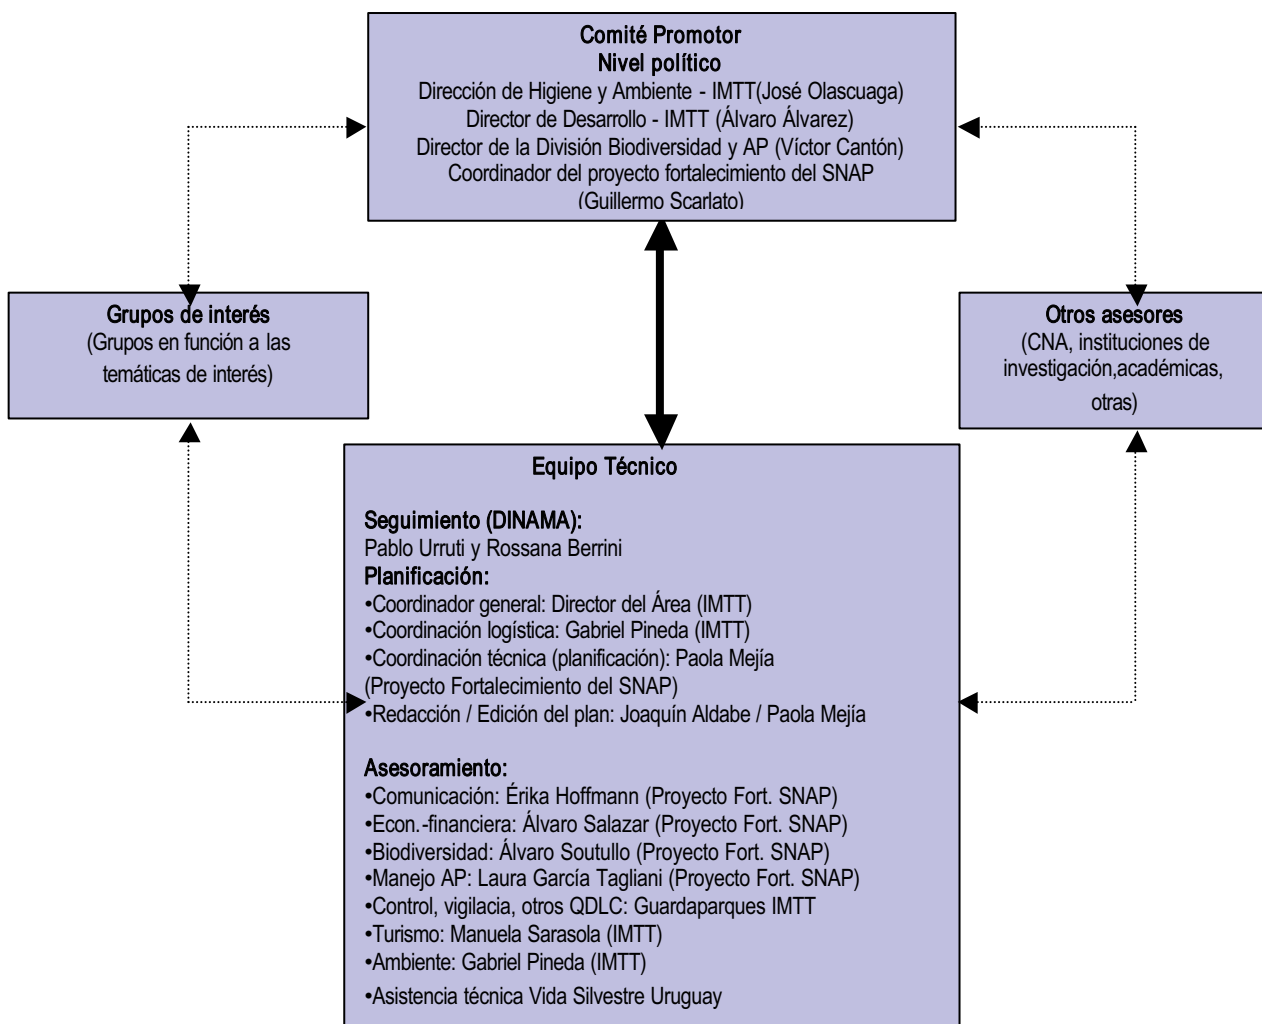 Comité Promotor
Nivel político
Dirección de Higiene y Ambiente - IMTT(José Olascuaga)
Director de Desarrollo - IMTT (Álvaro Álvarez)
Director de la División Biodiversidad y AP (Víctor Cantón)
Coordinador del proyecto fortalecimiento del SNAP
(Guillermo Scarlato)
Grupos de interés
(Grupos en función a las
temáticas de interés)
Otros asesores
(CNA, instituciones de
investigación,académicas,
otras)
Equipo Técnico
Seguimiento (DINAMA):
Pablo Urruti y Rossana Berrini
Planificación:
•Coordinador general: Director del Área (IMTT)
•Coordinación logística: Gabriel Pineda (IMTT)
•Coordinación técnica (planificación): Paola Mejía
(Proyecto Fortalecimiento del SNAP)
•Redacción / Edición del plan: Joaquín Aldabe / Paola Mejía
Asesoramiento:
•Comunicación: Érika Hoffmann (Proyecto Fort. SNAP)
•Econ.-financiera: Álvaro Salazar (Proyecto Fort. SNAP)
•Biodiversidad: Álvaro Soutullo (Proyecto Fort. SNAP)
•Manejo AP: Laura García Tagliani (Proyecto Fort. SNAP)
•Control, vigilacia, otros QDLC: Guardaparques IMTT
•Turismo: Manuela Sarasola (IMTT)
•Ambiente: Gabriel Pineda (IMTT)
•Asistencia técnica Vida Silvestre Uruguay